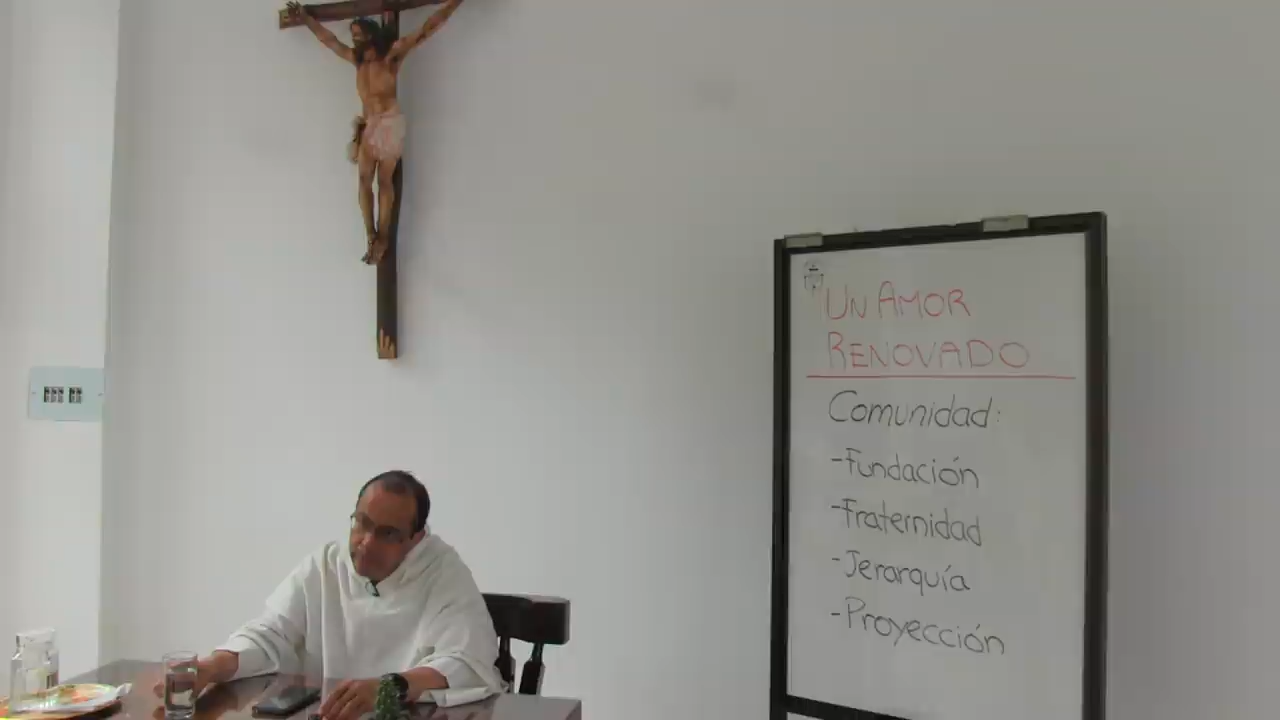 UN AMOR
RENOVADO
Comunidad:
-Fundación
-Fraternidad
-Jerarquía
-Proyección